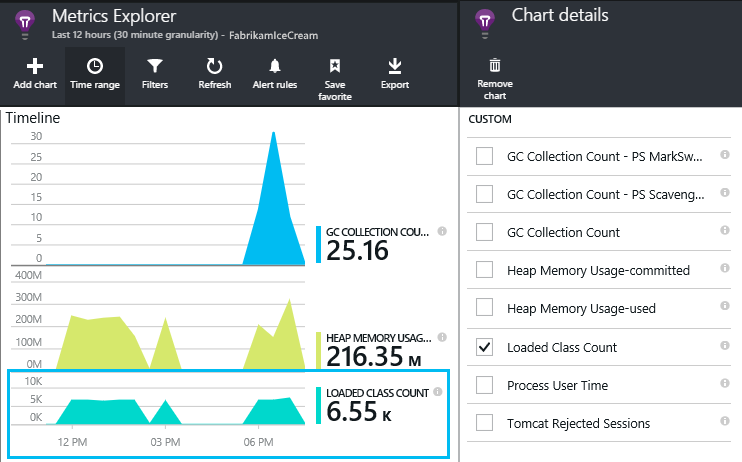 Metrics Explorer
Last 12 hours (30 minute granularity) - FabrikamIceCream
Add chart
Time range
Filters
Refresh
Alert rules
Save
favorite
Export
Timeline
30
25
20
15
10
5
0
GC COLLECTION COU...
25.16
400M
300M
200M
100M
0M
HEAP MEMORY USAG...
216.35 M
10K
5K
0K
LOADED CLASS COUNT
6.55 K
12 PM
03 PM
06 PM
Chart details
Remove
chart
CUSTOM
GC Collection Count - PS MarkSw...
GC Collection Count - PS Scaveng...
GC Collection Count
Heap Memory Usage-committed
Heap Memory Usage-used
Loaded Class Count
Process User Time
Tomcat Rejected Sessions